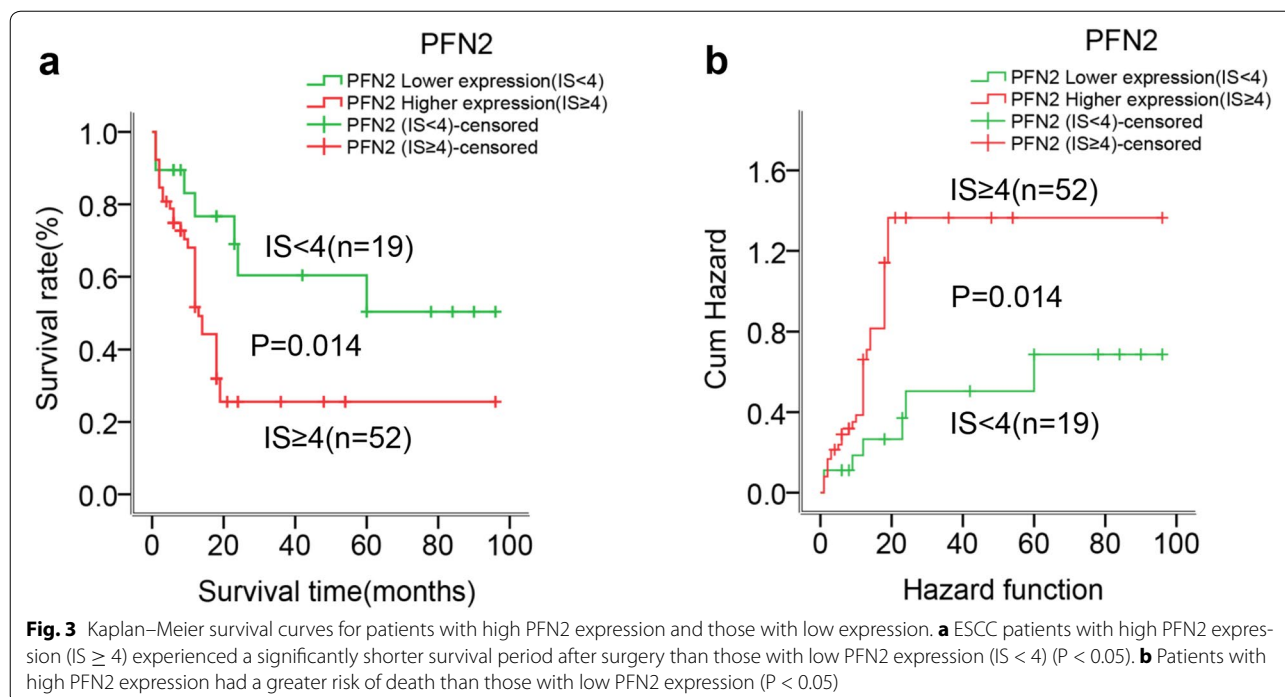 a
PFN2
PFN2 Lower expression(IS<4)
PFN2 Higher expression(IS≥4)
PFN2 (IS<4)-censored
PFN2 (IS≥4)-censored
1.0
0.8
0.6
0.4
0.2
0.0
Survival rate(%)
IS<4(n=19)
P=0.014
IS≥4(n=52)
0 20 40 60 80 100
Survival time(months)
b
PFN2
PFN2 Lower expression(IS<4)
PFN2 Higher expression(IS≥4)
PFN2 (IS<4)-censored
PFN2 (IS≥4)-censored
1.6
1.2
0.8
0.4
0.0
Cum Hazard
IS≥4(n=52)
P=0.014
IS<4(n=19)
0 20 40 60 80 100
Hazard function
Fig. 3 Kaplan–Meier survival curves for patients with high PFN2 expression and those with low expression. a ESCC patients with high PFN2 expres-
sion (IS ≥ 4) experienced a significantly shorter survival period after surgery than those with low PFN2 expression (IS < 4) (P < 0.05). b Patients with
high PFN2 expression had a greater risk of death than those with low PFN2 expression (P < 0.05)